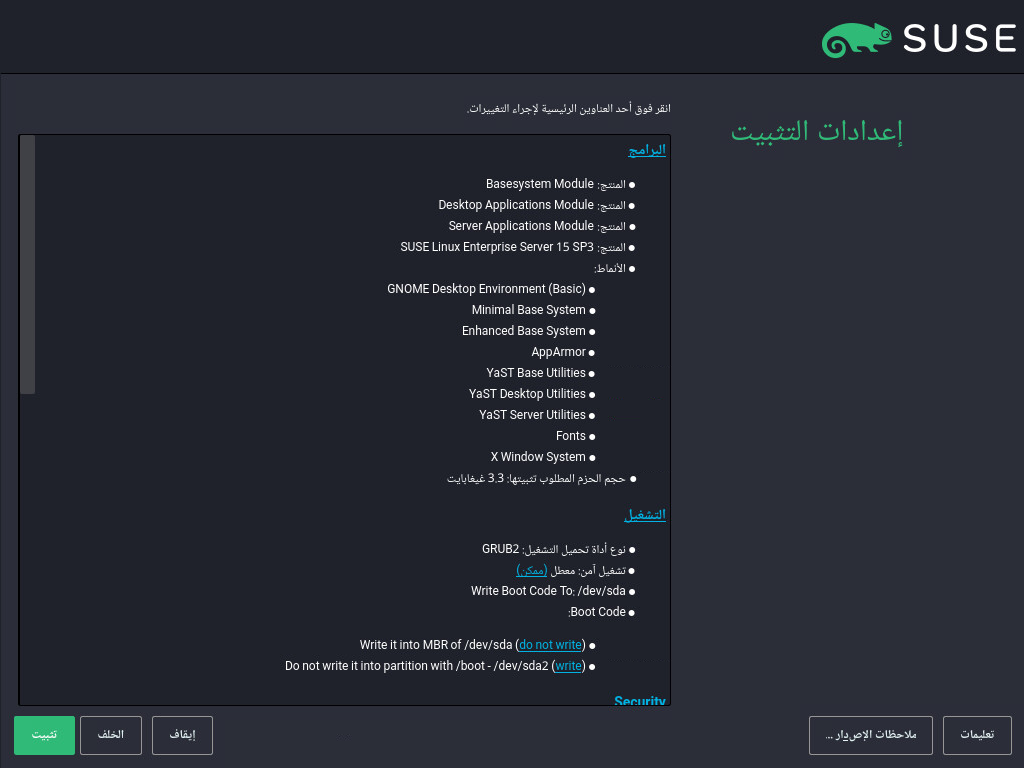 SUSE
إعدادات التثبيت
انقر فوق أحد العناوين الرئيسية لإجراء التغييرات.
البرامج
● المنتج: Basesystem Module
● المنتج: Desktop Applications Module
● المنتج: Server Applications Module
● المنتج: SUSE Linux Enterprise Server 15 SP3
● الأنماط:
● GNOME Desktop Environment (Basic)
● Minimal Base System
● Enhanced Base System
● AppArmor
● YaST Base Utilities
● YaST Desktop Utilities
● YaST Server Utilities
● Fonts
● X Window System
● حجم الحزم المطلوب تثبيتها: 3.3 غيغابايت
التشغيل
● نوع أداة تحميل التشغيل: GRUB2
● تشغيل آمن: معطل (ممكن)
● Write Boot Code To: /dev/sda
● Boot Code:
● Write it into MBR of /dev/sda (do not write)
● Do not write it into partition with /boot - /dev/sda2 (write)
Security
تعليمات
ملاحظات الإصدار ...
إيقاف
الخلف
تثبيت